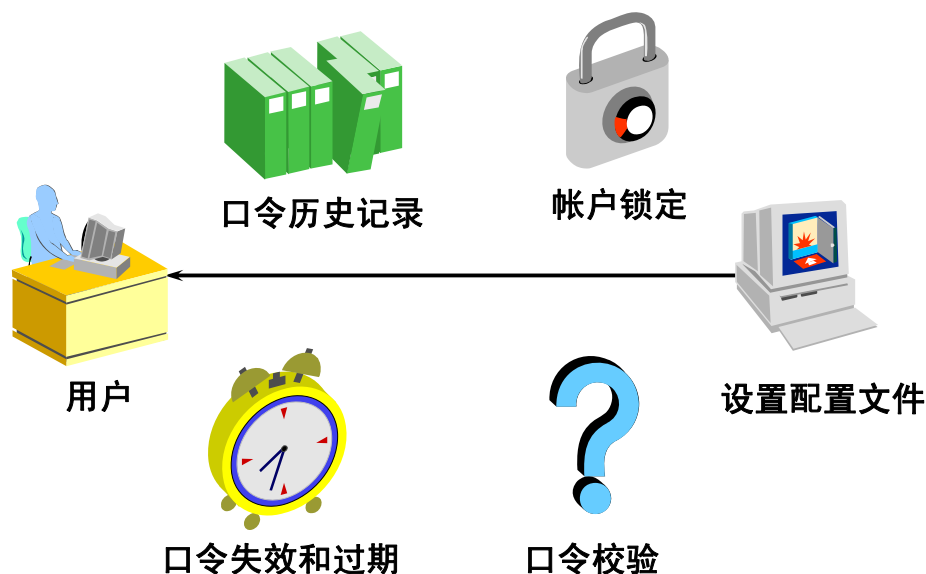 口令历史记录
帐户锁定
用户
设置配置文件
口令失效和过期
口令校验